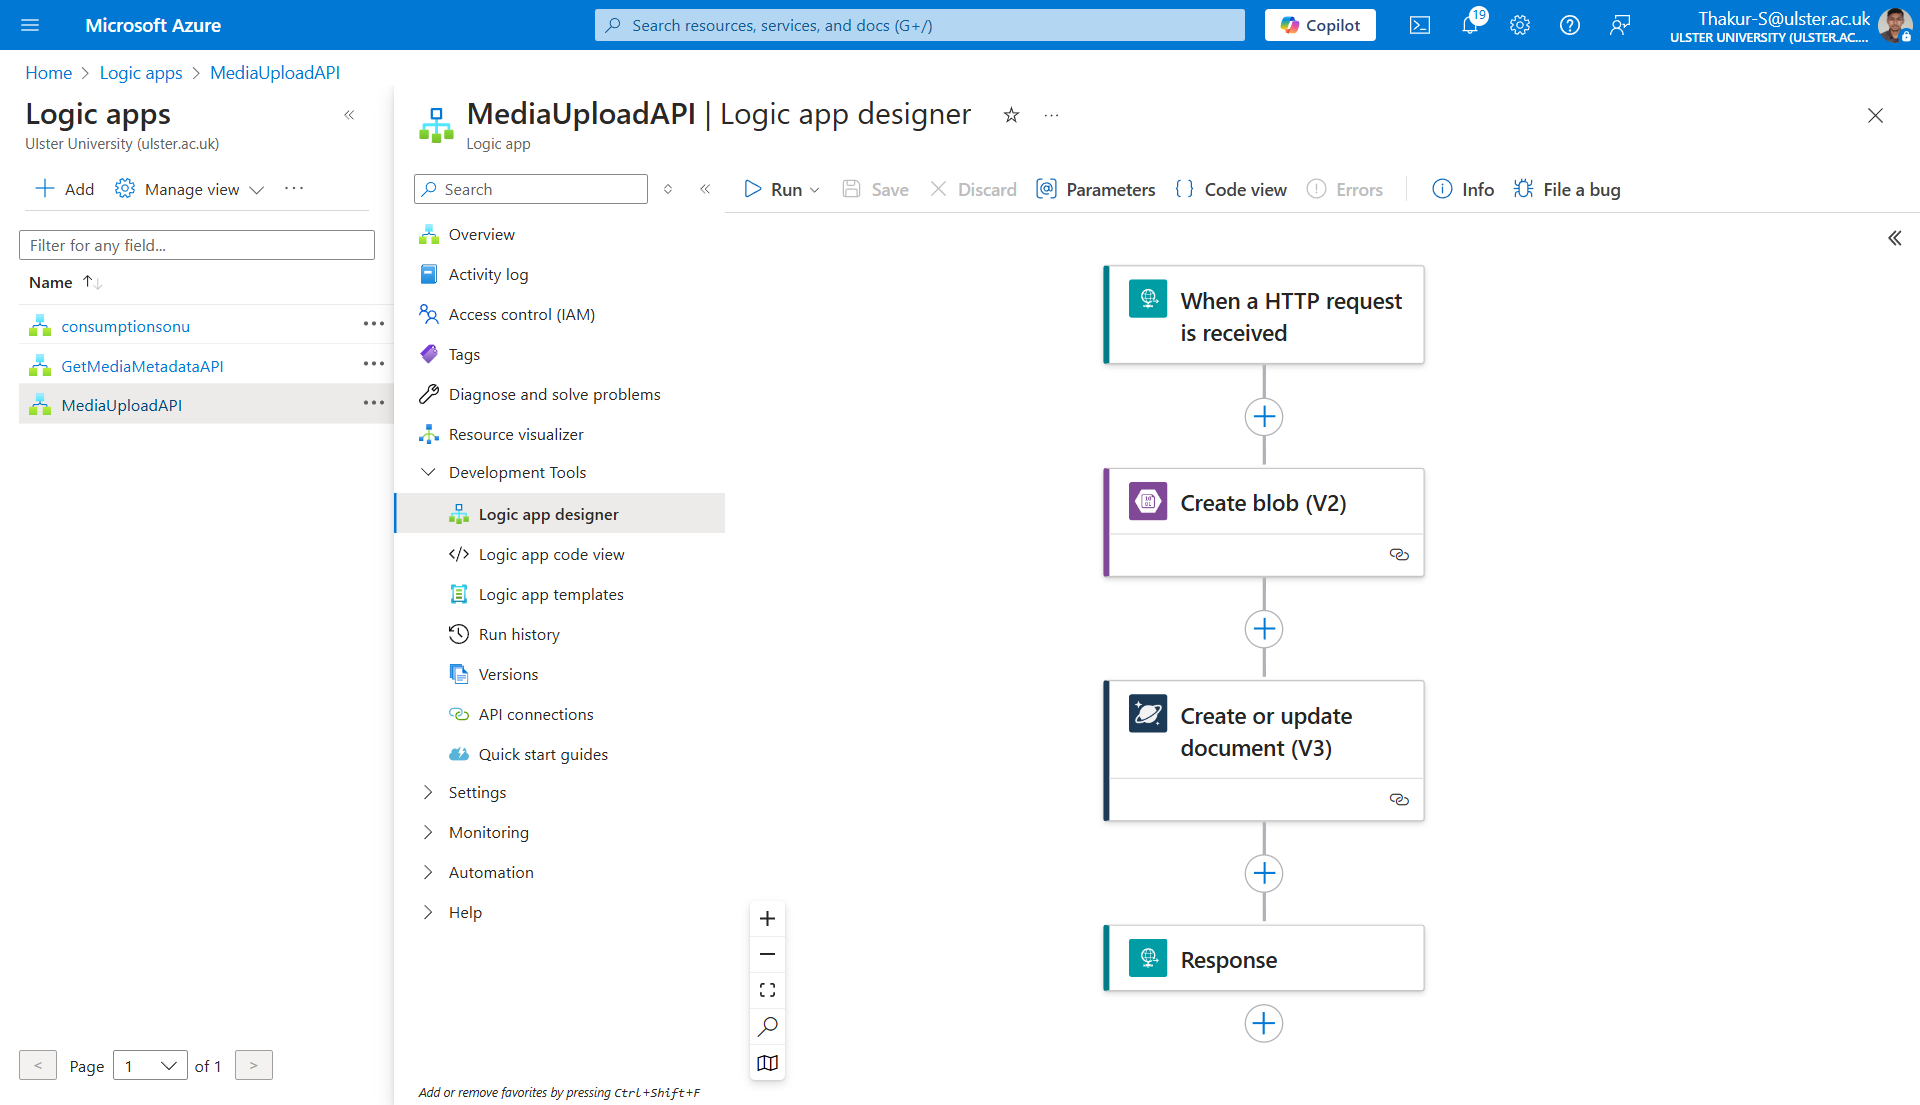 Microsoft Azure
Search resources, services, and docs (G+/)
Copilot
19
Thakur-S@ulster.ac.uk
ULSTER UNIVERSITY (ULSTER.AC....
Home > Logic apps > MediaUploadAPI
Logic apps
Ulster University (ulster.ac.uk)
Add
Manage view
Filter for any field...
Name
consumptionsonu
GetMediaMetadataAPI
MediaUploadAPI
< Page 1 of 1 >
MediaUploadAPI | Logic app designer
Logic app
Search
Overview
Activity log
Access control (IAM)
Tags
Diagnose and solve problems
Resource visualizer
Development Tools
Logic app designer
Logic app code view
Logic app templates
Run history
Versions
API connections
Quick start guides
Settings
Monitoring
Automation
Help
Add or remove favorites by pressing Ctrl+Shift+F
Run
Save
Discard
Parameters
Code view
Errors
Info
File a bug
When a HTTP request
is received
Create blob (V2)
Create or update
document (V3)
Response